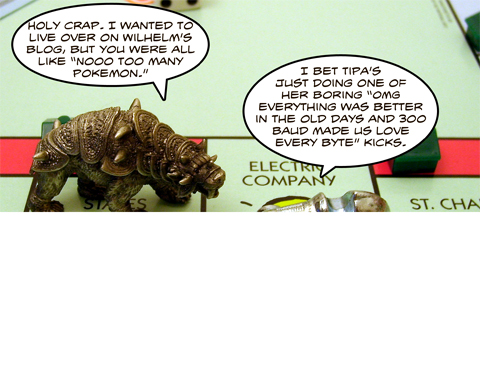 HOLY CRAP. I WANTED TO
LIVE OVER ON WILHELM'S
BLOG, BUT YOU WERE ALL
LIKE "NOOO TOO MANY
POKEMON."
I BET TIPA'S
JUST DOING ONE OF
HER BORING "OMG
EVERYTHING WAS BETTER
IN THE OLD DAYS AND 300
BAUD MADE US LOVE
EVERY BYTE" KICKS.
ELECTRIC
COMPANY
ST. CHA